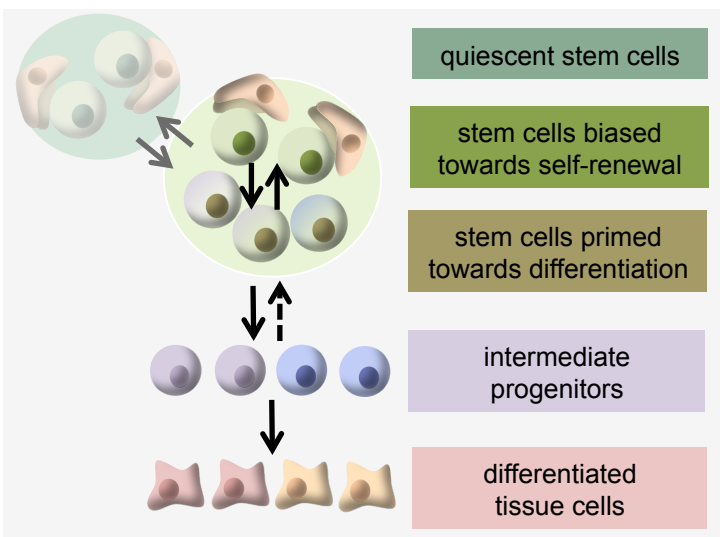 quiescent stem cells
stem cells biased
towards self-renewal
stem cells primed
towards differentiation
intermediate
progenitors
differentiated
tissue cells